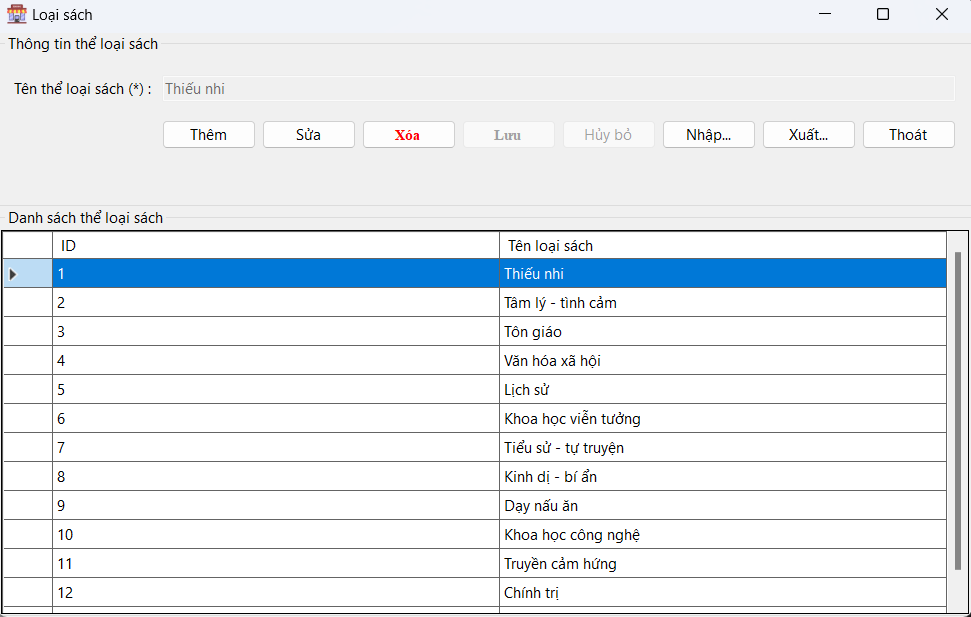 Loại sách
Thông tin thể loại sách
Tên thể loại sách (*) : Thiếu nhi
Thêm Sửa Xóa Lưu Hủy bỏ Nhập... Xuất... Thoát
Danh sách thể loại sách
ID Tên loại sách
1 Thiếu nhi
2 Tâm lý - tình cảm
3 Tôn giáo
4 Văn hóa xã hội
5 Lịch sử
6 Khoa học viễn tưởng
7 Tiểu sử - tự truyện
8 Kinh dị - bí ẩn
9 Dạy nấu ăn
10 Khoa học công nghệ
11 Truyền cảm hứng
12 Chính trị